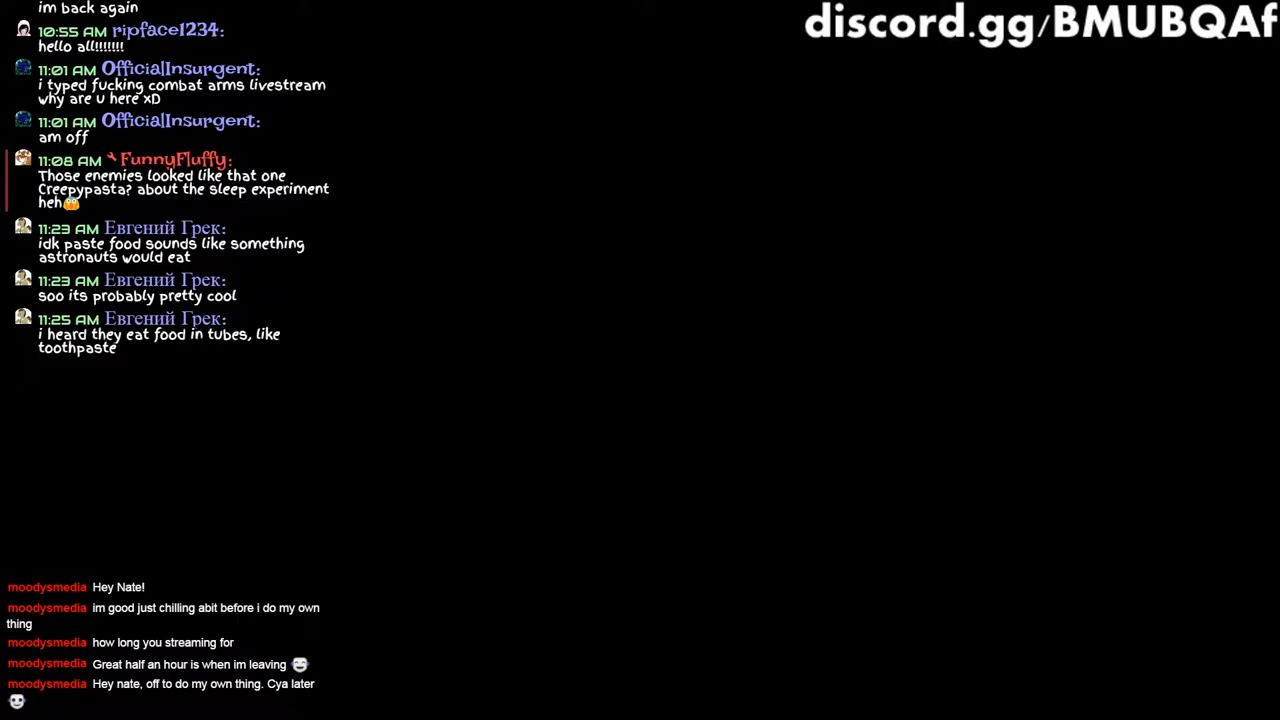 im back again
discord.gg/BMUBQAf
10:55 AM ripface1234:
hello all!!!!!!!
11:01 AM OfficialInsurgent:
i typed fucking combat arms livestream
why are u here xD
11:01 AM OfficialInsurgent:
am off
11:08 AM FunnyFluffy:
Those enemies looked like that one
Creepypasta? about the sleep experiment
heh
11:23 AM Евгений Грек:
idk paste food sounds like something
astronauts would eat
11:23 AM Евгений Грек:
soo its probably pretty cool
11:25 AM Евгений Грек:
i heard they eat food in tubes, like
toothpaste
moodysmedia Hey Nate!
moodysmedia im good just chilling abit before i do my own
thing
moodysmedia how long you streaming for
moodysmedia Great half an hour is when im leaving
moodysmedia Hey nate, off to do my own thing. Cya later